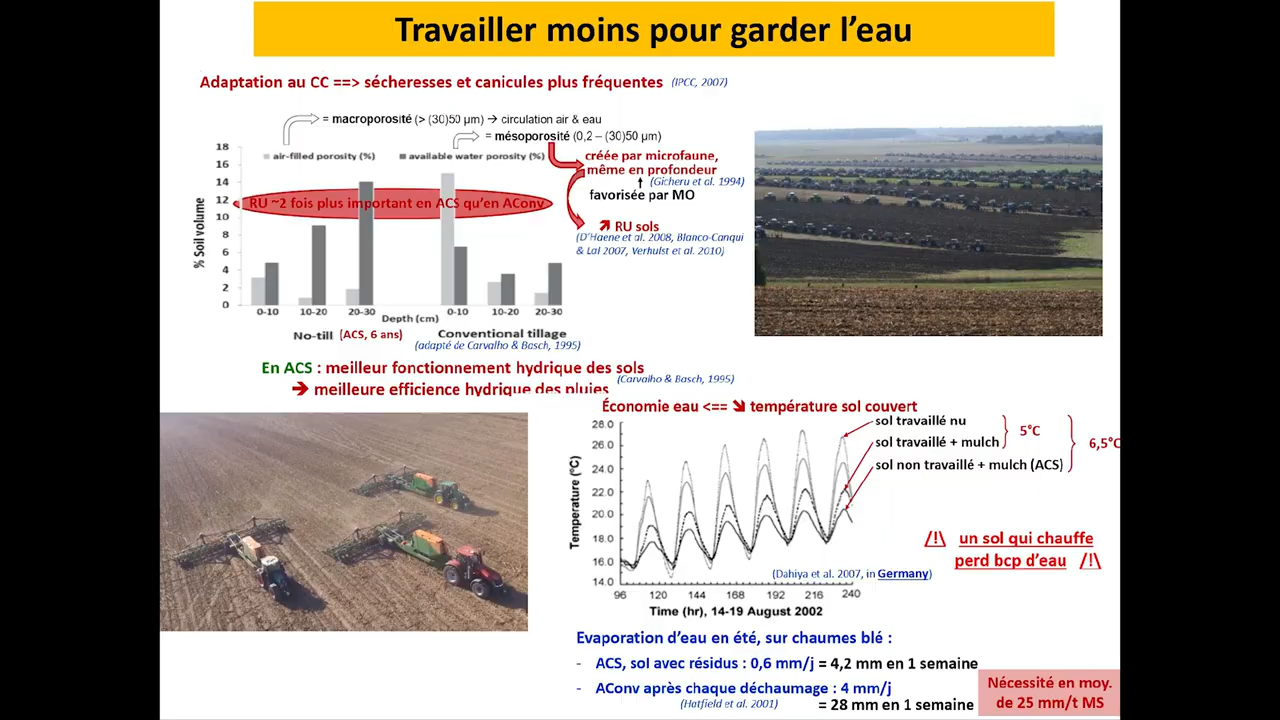 Travailler moins pour garder l'eau
Adaptation au CC ==> sécheresses et canicules plus fréquentes (IPCC, 2007)
= macroporosité (> (30)50 µm) → circulation air & eau
= mésoporosité (0,2 – (30)50 µm)
air-filled porosity (%) available water porosity (%)
créée par microfaune,
même en profondeur
(Gicheru et al. 1994)
favorisée par MO
RU ~2 fois plus important en ACS qu'en AConv
RU sols
(D'Haene et al. 2008, Blanco-Canqui
& Lal 2007, Verhulst et al. 2010)
% Soil volume
18
16
14
12
10
8
6
4
2
0
0-10 10-20 20-30 0-10 10-20 20-30
Depth (cm)
No-till (ACS, 6 ans) Conventional tillage
(adapté de Carvalho & Basch, 1995)
En ACS : meilleur fonctionnement hydrique des sols
➔ meilleure efficience hydrique des pluies
(Carvalho & Basch, 1995)
Économie eau <== ➘ température sol couvert
Temperature (°C)
28.0
26.0
24.0
22.0
20.0
18.0
16.0
14.0
96 120 144 168 192 216 240
Time (hr), 14-19 August 2002
sol travaillé nu
sol travaillé + mulch
sol non travaillé + mulch (ACS)
5°C
6,5°C
(Dahiya et al. 2007, in Germany)
/!\ un sol qui chauffe
perd bcp d'eau /!\
Evaporation d'eau en été, sur chaumes blé :
- ACS, sol avec résidus : 0,6 mm/j = 4,2 mm en 1 semaine
- AConv après chaque déchaumage : 4 mm/j
(Hatfield et al. 2001) = 28 mm en 1 semaine
Nécessité en moy.
de 25 mm/t MS